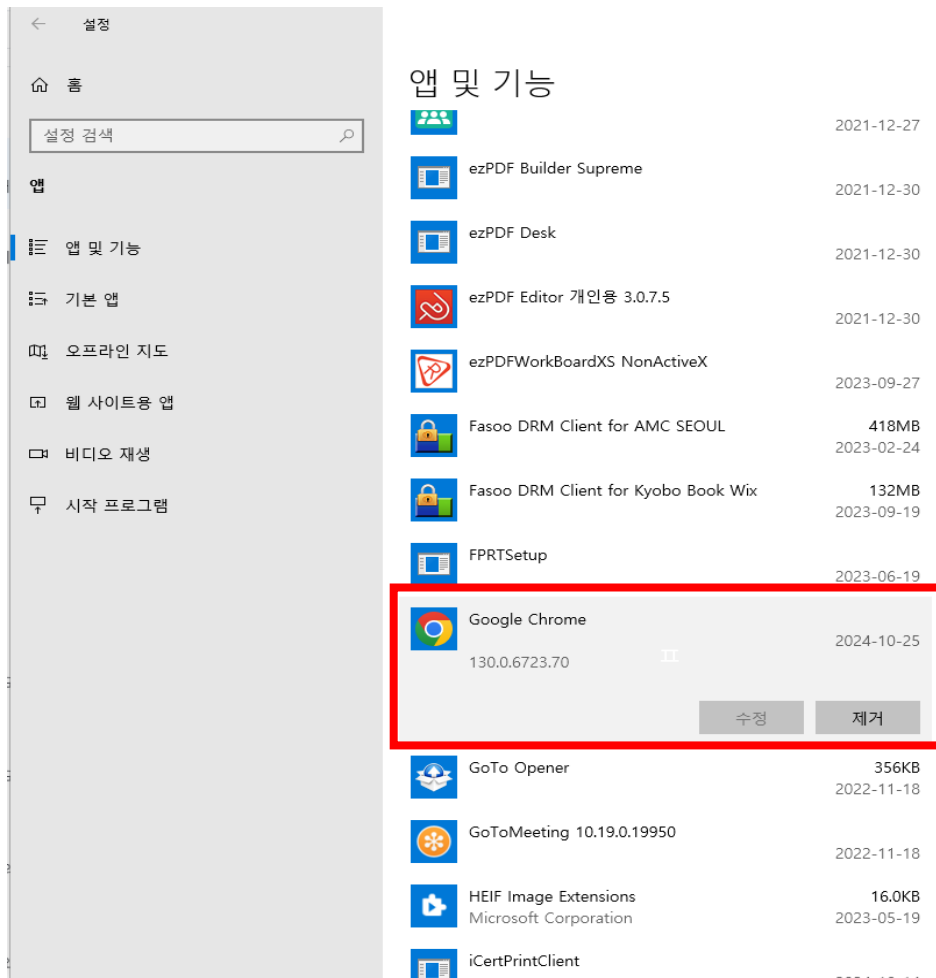 설정
홈
설정 검색
앱
앱 및 기능
기본 앱
오프라인 지도
웹 사이트용 앱
비디오 재생
시작 프로그램
앱 및 기능
2021-12-27
ezPDF Builder Supreme
2021-12-30
ezPDF Desk
2021-12-30
ezPDF Editor 개인용 3.0.7.5
2021-12-30
ezPDFWorkBoardXS NonActiveX
2023-09-27
Fasoo DRM Client for AMC SEOUL 418MB
2023-02-24
Fasoo DRM Client for Kyobo Book Wix 132MB
2023-09-19
FPRTSetup
2023-06-19
Google Chrome
2024-10-25
130.0.6723.70
수정 제거
GoTo Opener 356KB
2022-11-18
GoToMeeting 10.19.0.19950
2022-11-18
HEIF Image Extensions 16.0KB
Microsoft Corporation 2023-05-19
iCertPrintClient